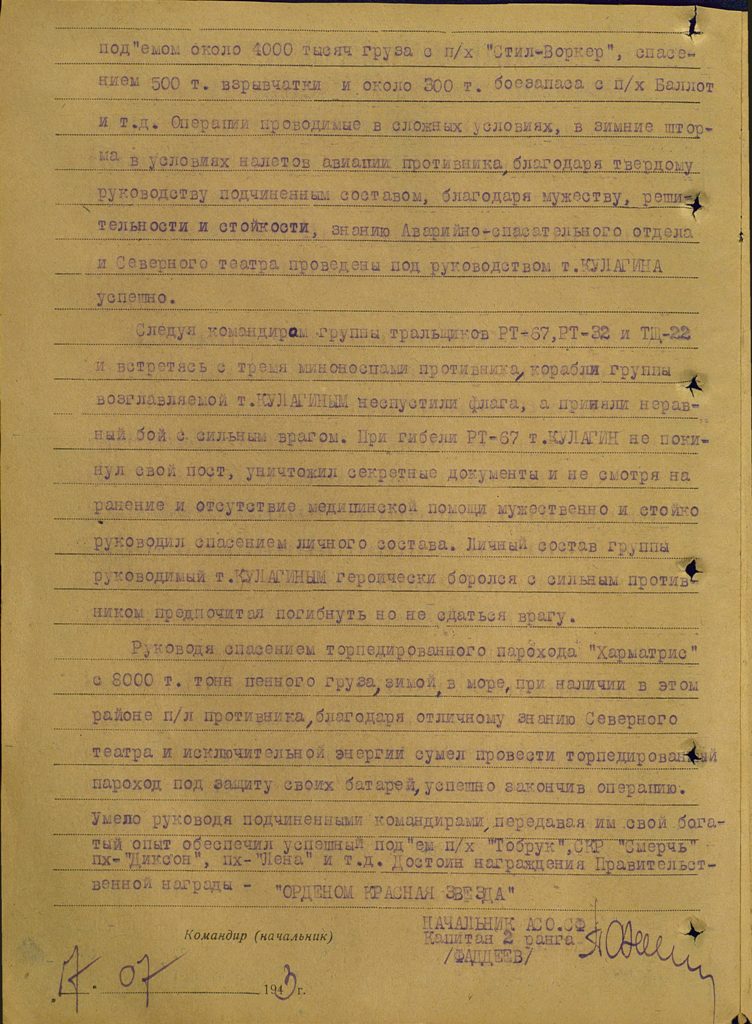 под"емом около 4000 тысяч груза с п/х "Стил-Воркер", спасе-
нием 500 т. взрывчатки и около 300 т. боезапаса с п/х Баллот
и т.д. Операции проводимые в сложных условиях, в зимние штор-
ма в условиях налетов авиации противника,благодаря твердому
руководству подчиненным составом, благодаря мужеству, реши-
тельности и стойкости, знанию Аварийно-спасательного отдела
и Северного театра проведены под руководством т.КУЛАГИНА
успешно.
Следуя командирам группы тральщиков РТ-67,РТ-32 и ТЩ-22
и встретясь с тремя миноносцами противника,корабли группы
возглавляемой т.КУЛАГИНЫМ неспустили флага, а приняли нерав-
ный бой с сильным врагом. При гибели РТ-67 т.КУЛАГИН не поки-
нул свой пост, уничтожил секретные документы и не смотря на
ранение и отсутствие медицинской помощи мужественно и стойко
руководил спасением личного состава. Личный состав группы
руководимый т.КУЛАГИНЫМ героически боролся с сильным против-
ником предпочитая погибнуть но не сдаться врагу.
Руководя спасением торпедированного парохода "Харматрис"
с 8000 т. тонн ценного груза,зимой,в море,при наличии в этом
районе п/л противника,благодаря отличному знанию Северного
театра и исключительной энергии сумел провести торпедированный
пароход под защиту своих батарей,успешно закончив операцию.
Умело руководя подчиненными командирами,передавая им свой бога-
тый опыт обеспечил успешный под"ем п/х "Тобрук",СКР "Смерчь"
пх-"Диксон", пх-"Лена" и т.д. Достоин награждения Правительст-
венной награды - "ОРДЕНОМ КРАСНАЯ ЗВЕЗДА"
НАЧАЛЬНИК АСО.СФ
Командир (начальник)
Капитан 2 ранга
/ФАДДЕЕВ/
17. 07 1943 г.